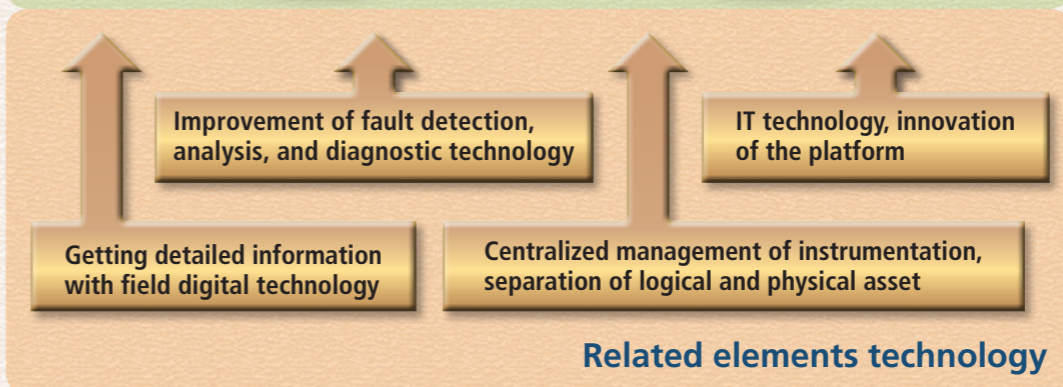 Improvement of fault detection,
analysis, and diagnostic technology
IT technology, innovation
of the platform
Getting detailed information
with field digital technology
Centralized management of instrumentation,
separation of logical and physical asset
Related elements technology